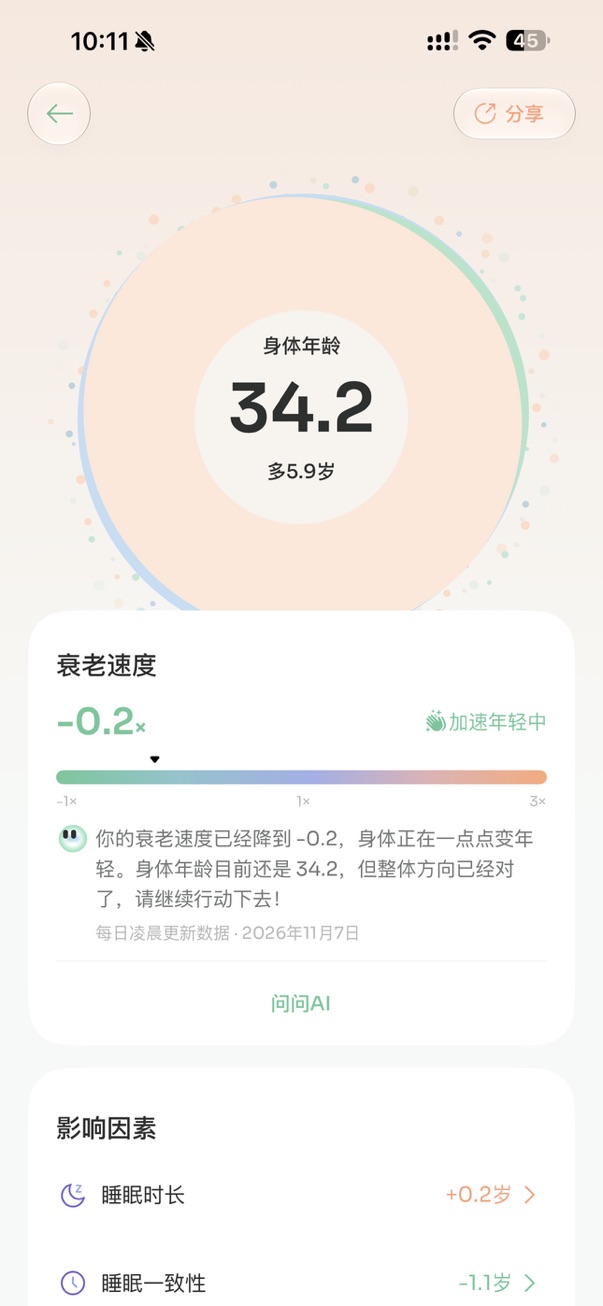 10:11
45
分享
身体年龄
34.2
多5.9岁
衰老速度
-0.2×
加速年轻中
-1×
1×
3×
你的衰老速度已经降到 -0.2，身体正在一点点变年
轻。身体年龄目前还是 34.2，但整体方向已经对
了，请继续行动下去！
每日凌晨更新数据 · 2026年11月7日
问问AI
影响因素
睡眠时长
+0.2岁
睡眠一致性
-1.1岁